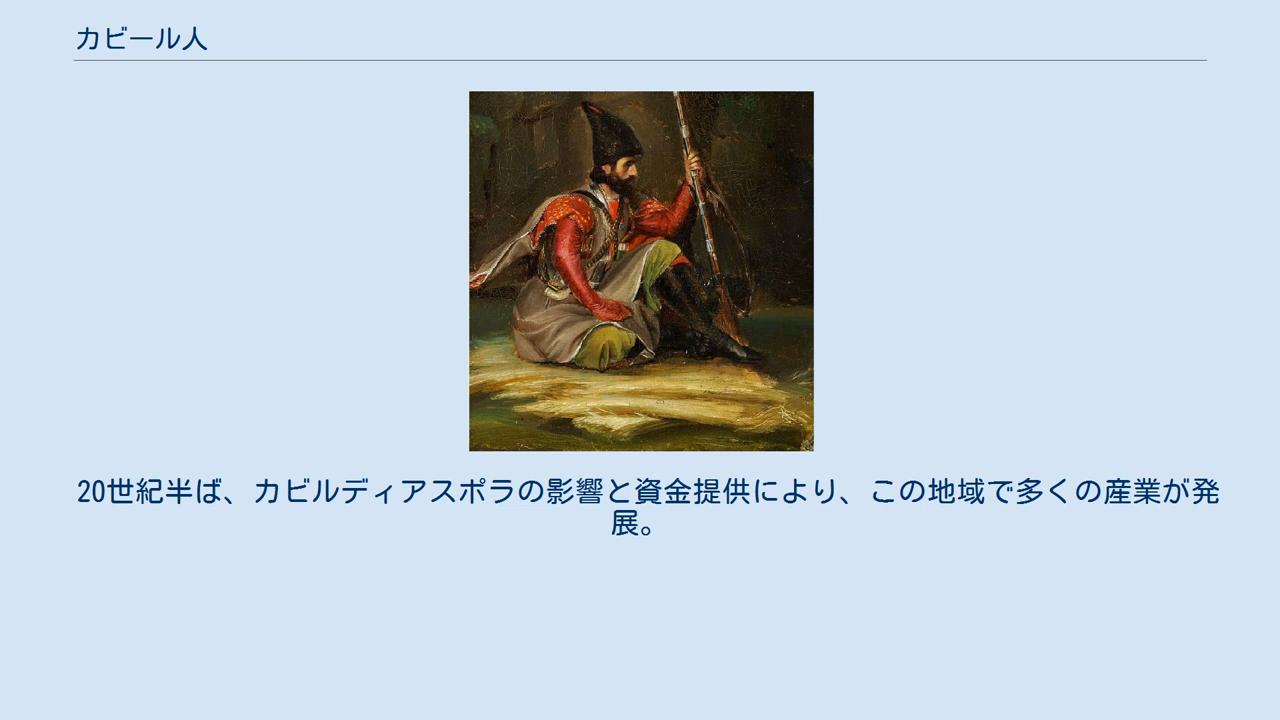 カビール人
20世紀半ば、カビルディアスポラの影響と資金提供により、この地域で多くの産業が発
展。